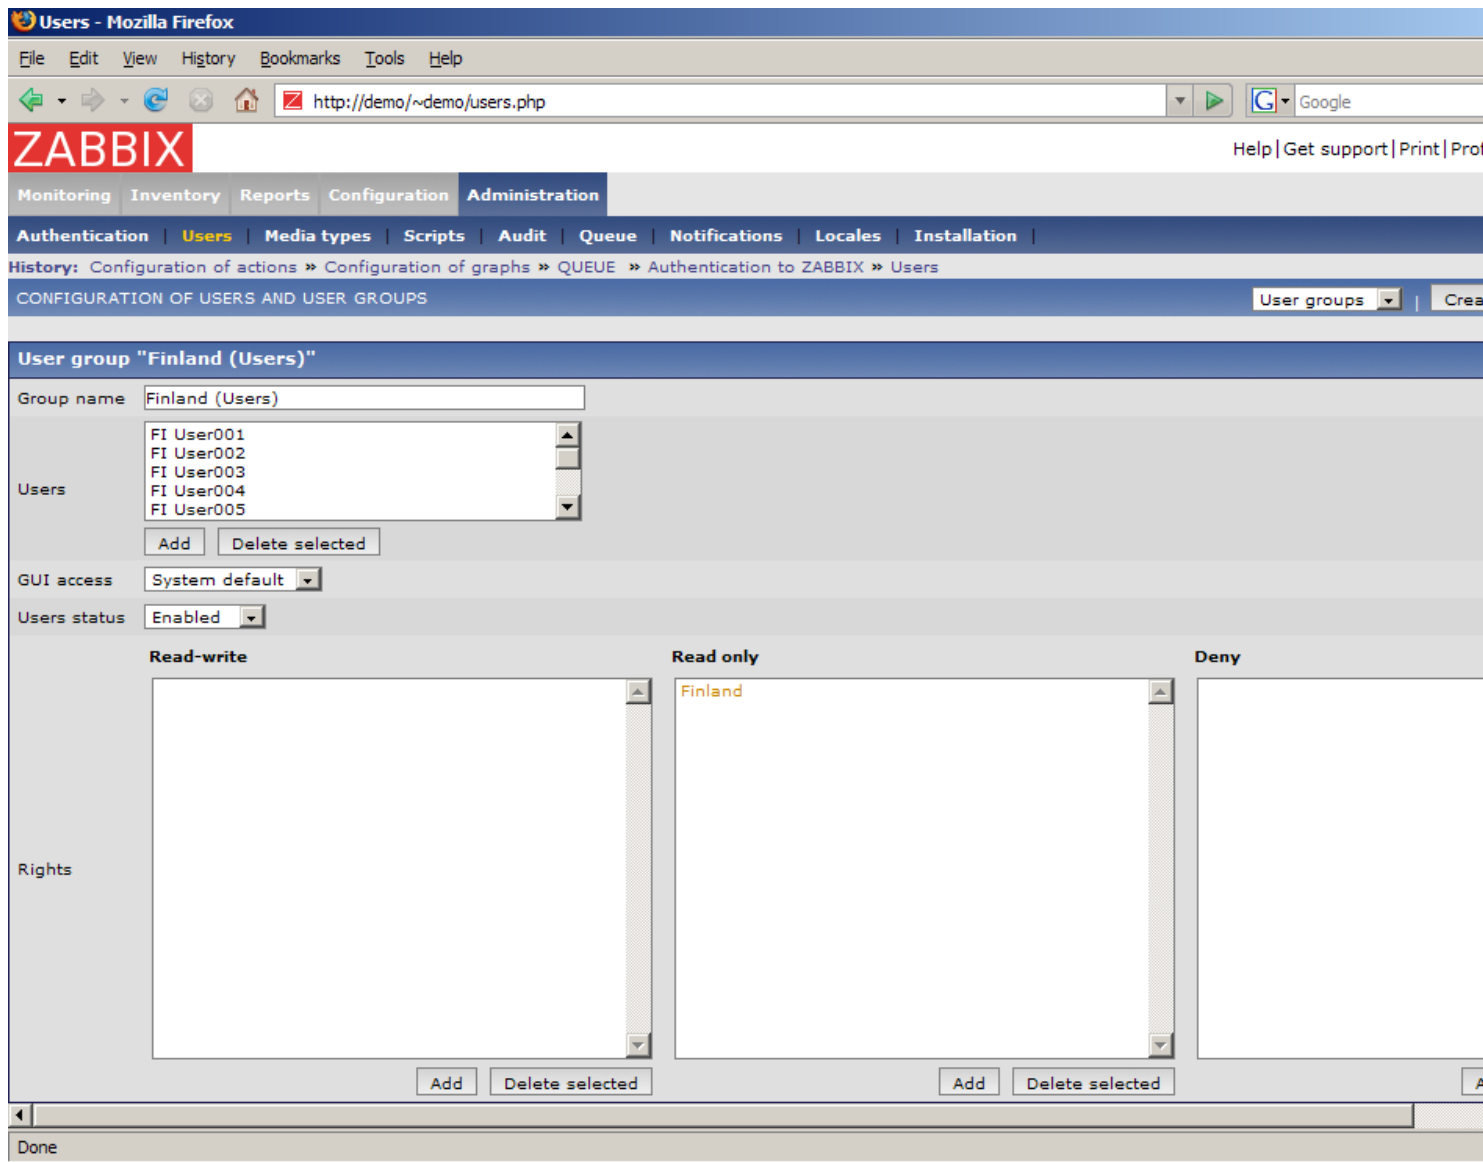 Users - Mozilla Firefox
File Edit View History Bookmarks Tools Help
http://demo/~demo/users.php Google
ZABBIX
Help|Get support|Print|Prof
Monitoring Inventory Reports Configuration Administration
Authentication | Users | Media types | Scripts | Audit | Queue | Notifications | Locales | Installation |
History: Configuration of actions » Configuration of graphs » QUEUE » Authentication to ZABBIX » Users
CONFIGURATION OF USERS AND USER GROUPS User groups | Crea
User group "Finland (Users)"
Group name Finland (Users)
Users
FI User001
FI User002
FI User003
FI User004
FI User005
Add Delete selected
GUI access System default
Users status Enabled
Rights
Read-write Read only Deny
Finland
Add Delete selected Add Delete selected A
Done